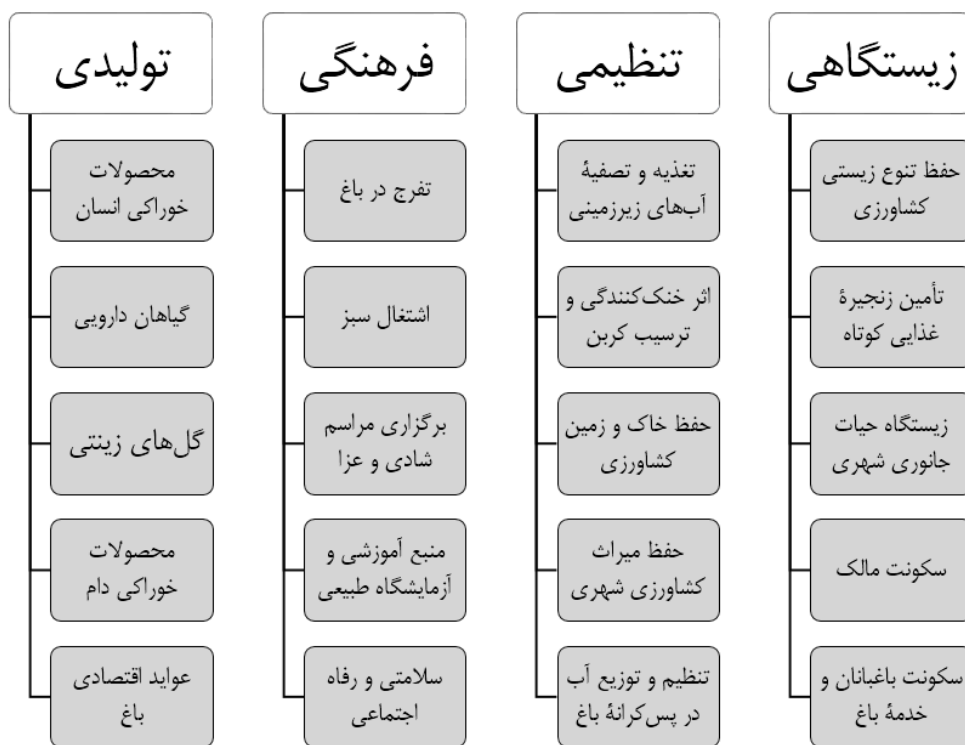 زیستگاهی
حفظ تنوع زیستی
کشاورزی
تأمین زنجیرهٔ
غذایی کوتاه
زیستگاه حیات
جانوری شهری
سکونت مالک
سکونت باغبانان و
خدمهٔ باغ
تنظیمی
تغذیه و تصفیهٔ
آب‌های زیرزمینی
اثر خنک‌کنندگی و
ترسیب کربن
حفظ خاک و زمین
کشاورزی
حفظ میراث
کشاورزی شهری
تنظیم و توزیع آب
در پس‌کرانهٔ باغ
فرهنگی
تفرج در باغ
اشتغال سبز
برگزاری مراسم
شادی و عزا
منبع آموزشی و
آزمایشگاه طبیعی
سلامتی و رفاه
اجتماعی
تولیدی
محصولات
خوراکی انسان
گیاهان دارویی
گل‌های زینتی
محصولات
خوراکی دام
عواید اقتصادی
باغ